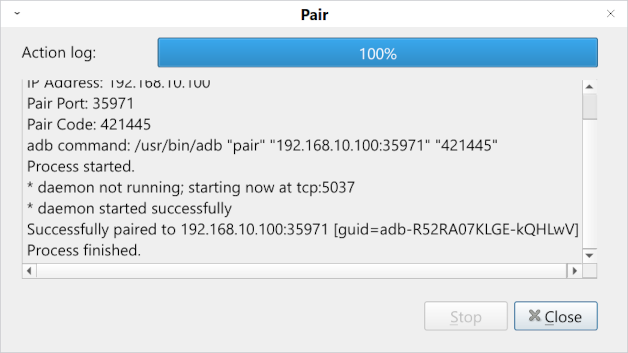 Pair
Action log:
100%
IP Address: 192.168.10.100
Pair Port: 35971
Pair Code: 421445
adb command: /usr/bin/adb "pair" "192.168.10.100:35971" "421445"
Process started.
* daemon not running; starting now at tcp:5037
* daemon started successfully
Successfully paired to 192.168.10.100:35971 [guid=adb-R52RA07KLGE-kQHLwV]
Process finished.
Stop
Close